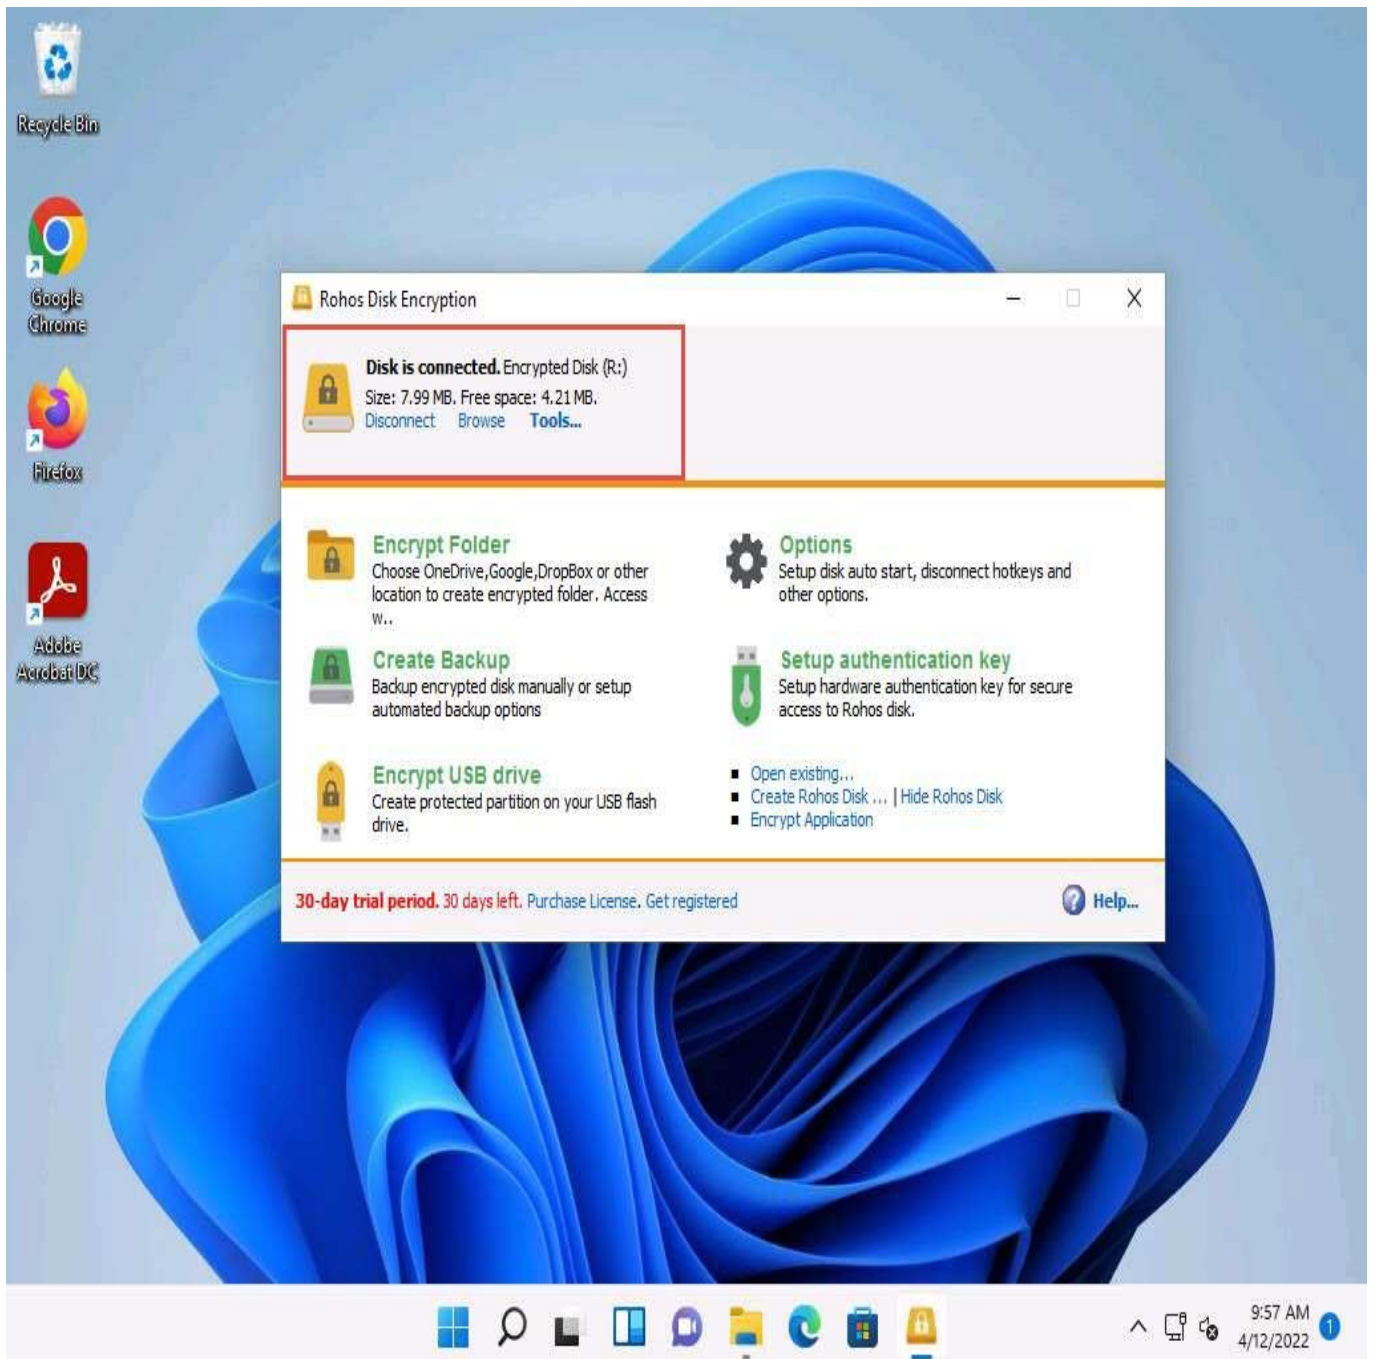 Recycle Bin
Google
Chrome
Firefox
Adobe
Acrobat DC
Rohos Disk Encryption
Disk is connected. Encrypted Disk (R:)
Size: 7.99 MB. Free space: 4.21 MB.
Disconnect Browse Tools...
Encrypt Folder
Choose OneDrive,Google,DropBox or other
location to create encrypted folder. Access
w..
Options
Setup disk auto start, disconnect hotkeys and
other options.
Create Backup
Backup encrypted disk manually or setup
automated backup options
Setup authentication key
Setup hardware authentication key for secure
access to Rohos disk.
Encrypt USB drive
Create protected partition on your USB flash
drive.
Open existing...
Create Rohos Disk ... | Hide Rohos Disk
Encrypt Application
30-day trial period. 30 days left. Purchase License. Get registered
Help...
9:57 AM
4/12/2022
1